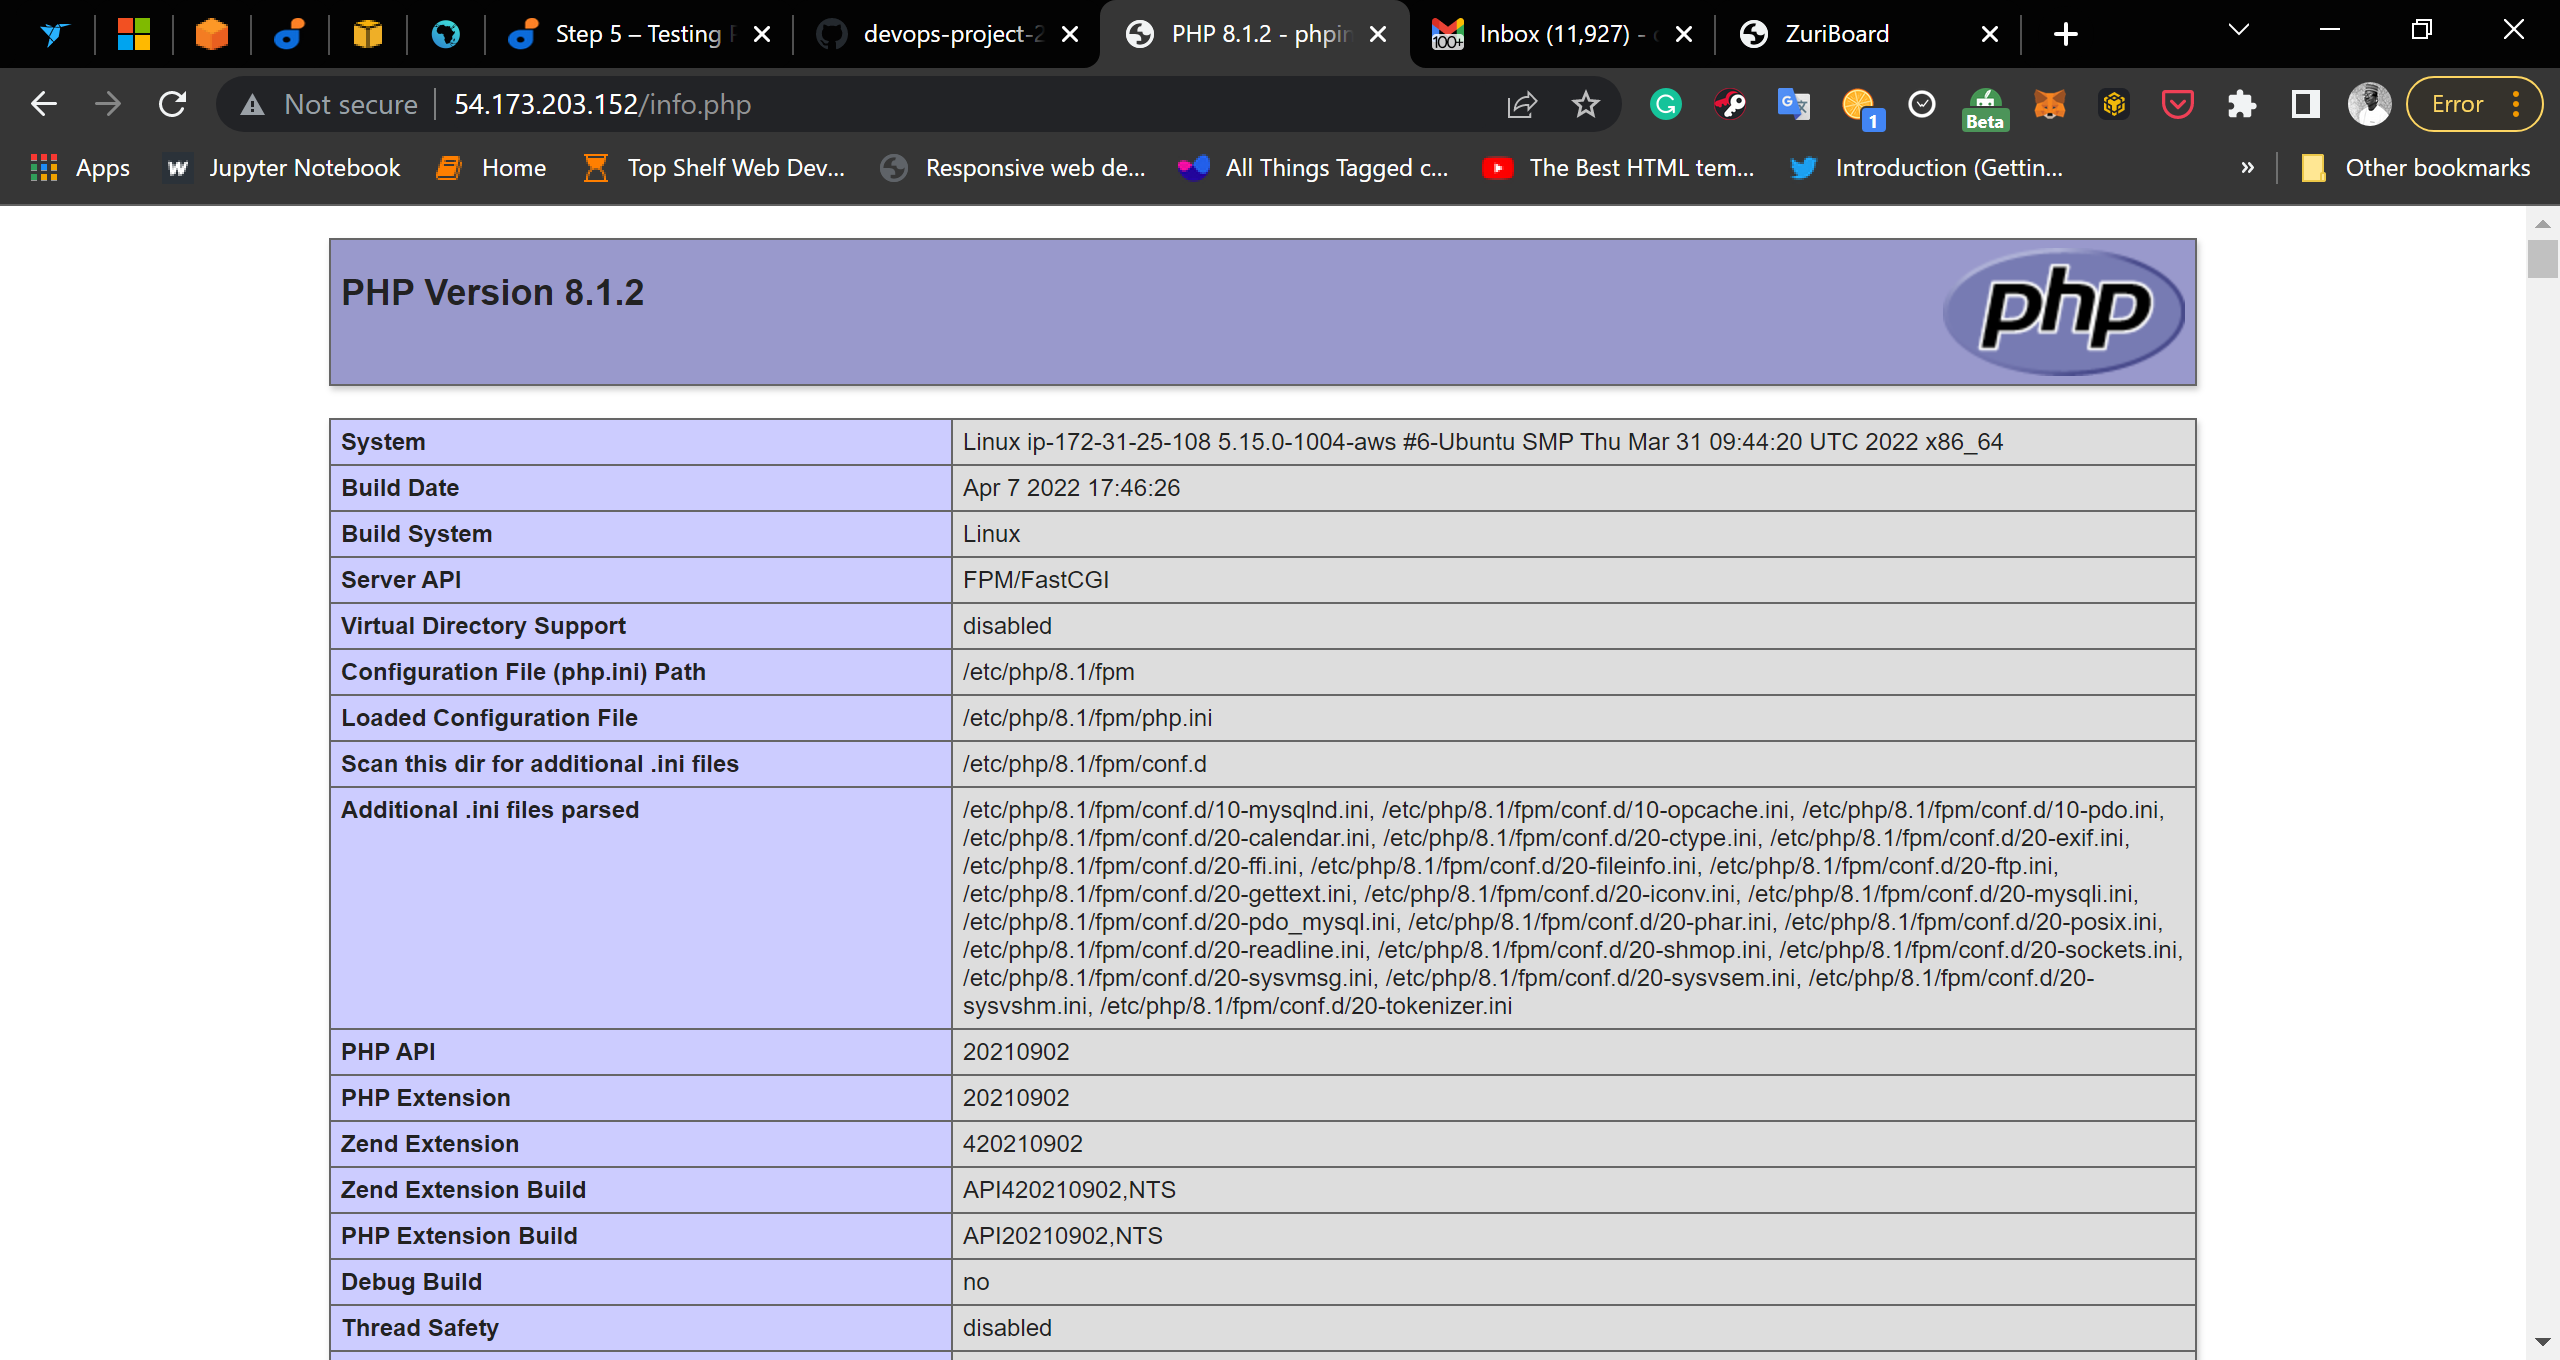 Step 5 – Testing
devops-project-2
PHP 8.1.2 - phpin
Inbox (11,927) -
ZuriBoard
Not secure
54.173.203.152/info.php
1
Beta
Error
100+
Apps
Jupyter Notebook
Home
Top Shelf Web Dev...
Responsive web de...
All Things Tagged c...
The Best HTML tem...
Introduction (Gettin...
»
Other bookmarks
PHP Version 8.1.2
php
System Linux ip-172-31-25-108 5.15.0-1004-aws #6-Ubuntu SMP Thu Mar 31 09:44:20 UTC 2022 x86_64
Build Date Apr 7 2022 17:46:26
Build System Linux
Server API FPM/FastCGI
Virtual Directory Support disabled
Configuration File (php.ini) Path /etc/php/8.1/fpm
Loaded Configuration File /etc/php/8.1/fpm/php.ini
Scan this dir for additional .ini files /etc/php/8.1/fpm/conf.d
Additional .ini files parsed /etc/php/8.1/fpm/conf.d/10-mysqlnd.ini, /etc/php/8.1/fpm/conf.d/10-opcache.ini, /etc/php/8.1/fpm/conf.d/10-pdo.ini,
/etc/php/8.1/fpm/conf.d/20-calendar.ini, /etc/php/8.1/fpm/conf.d/20-ctype.ini, /etc/php/8.1/fpm/conf.d/20-exif.ini,
/etc/php/8.1/fpm/conf.d/20-ffi.ini, /etc/php/8.1/fpm/conf.d/20-fileinfo.ini, /etc/php/8.1/fpm/conf.d/20-ftp.ini,
/etc/php/8.1/fpm/conf.d/20-gettext.ini, /etc/php/8.1/fpm/conf.d/20-iconv.ini, /etc/php/8.1/fpm/conf.d/20-mysqli.ini,
/etc/php/8.1/fpm/conf.d/20-pdo_mysql.ini, /etc/php/8.1/fpm/conf.d/20-phar.ini, /etc/php/8.1/fpm/conf.d/20-posix.ini,
/etc/php/8.1/fpm/conf.d/20-readline.ini, /etc/php/8.1/fpm/conf.d/20-shmop.ini, /etc/php/8.1/fpm/conf.d/20-sockets.ini,
/etc/php/8.1/fpm/conf.d/20-sysvmsg.ini, /etc/php/8.1/fpm/conf.d/20-sysvsem.ini, /etc/php/8.1/fpm/conf.d/20-
sysvshm.ini, /etc/php/8.1/fpm/conf.d/20-tokenizer.ini
PHP API 20210902
PHP Extension 20210902
Zend Extension 420210902
Zend Extension Build API420210902,NTS
PHP Extension Build API20210902,NTS
Debug Build no
Thread Safety disabled